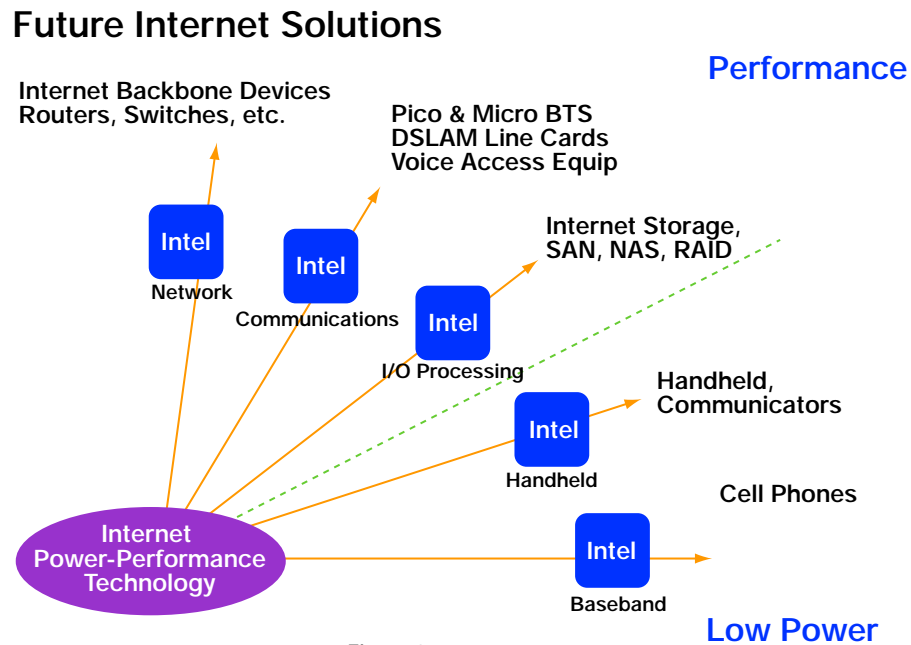 Future Internet Solutions
Performance
Internet Backbone Devices
Routers, Switches, etc.
Pico & Micro BTS
DSLAM Line Cards
Voice Access Equip
Internet Storage,
SAN, NAS, RAID
Intel
Network
Intel
Communications
Intel
I/O Processing
Handheld,
Communicators
Intel
Handheld
Cell Phones
Internet
Power-Performance
Technology
Intel
Baseband
Low Power